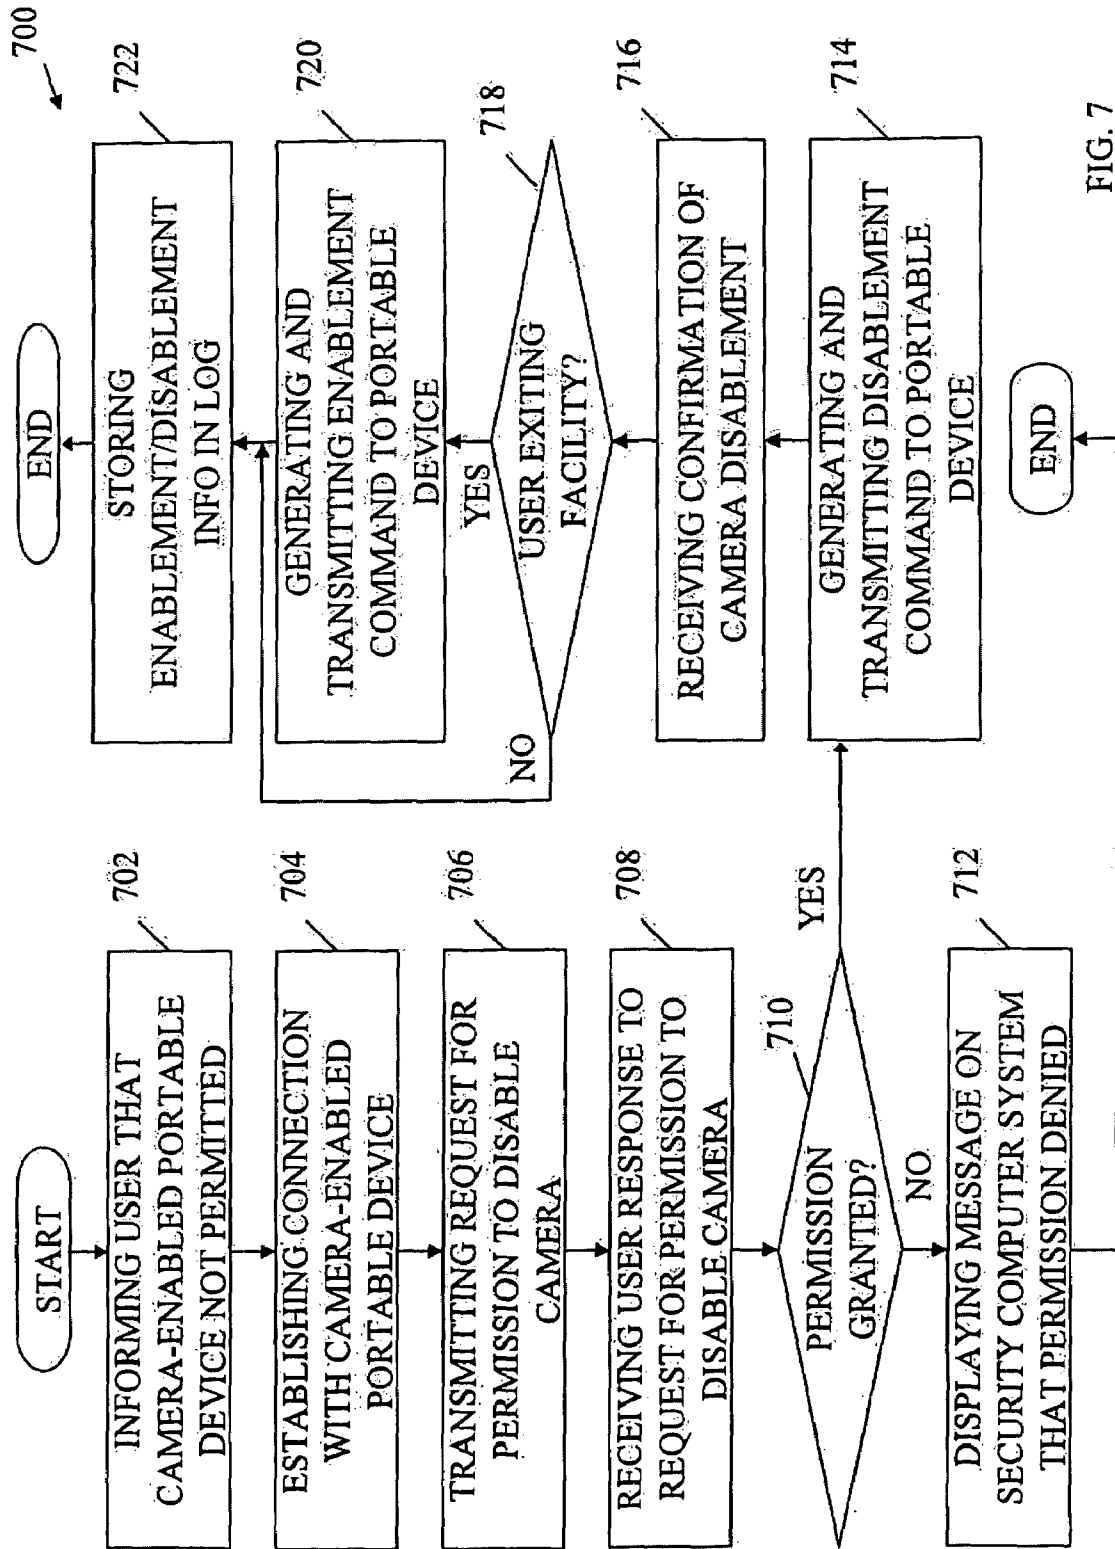 700
START
INFORMING USER THAT
CAMERA-ENABLED PORTABLE
DEVICE NOT PERMITTED
702
ESTABLISHING CONNECTION
WITH CAMERA-ENABLED
PORTABLE DEVICE
704
TRANSMITTING REQUEST FOR
PERMISSION TO DISABLE
CAMERA
706
RECEIVING USER RESPONSE TO
REQUEST FOR PERMISSION TO
DISABLE CAMERA
708
PERMISSION
GRANTED?
710
YES
NO
DISPLAYING MESSAGE ON
SECURITY COMPUTER SYSTEM
THAT PERMISSION DENIED
712
END
STORING
ENABLEMENT/DISABLEMENT
INFO IN LOG
722
GENERATING AND
TRANSMITTING ENABLEMENT
COMMAND TO PORTABLE
DEVICE
720
YES
NO
USER EXITING
FACILITY?
718
RECEIVING CONFIRMATION OF
CAMERA DISABLEMENT
716
GENERATING AND
TRANSMITTING DISABLEMENT
COMMAND TO PORTABLE
DEVICE
714
END
FIG. 7